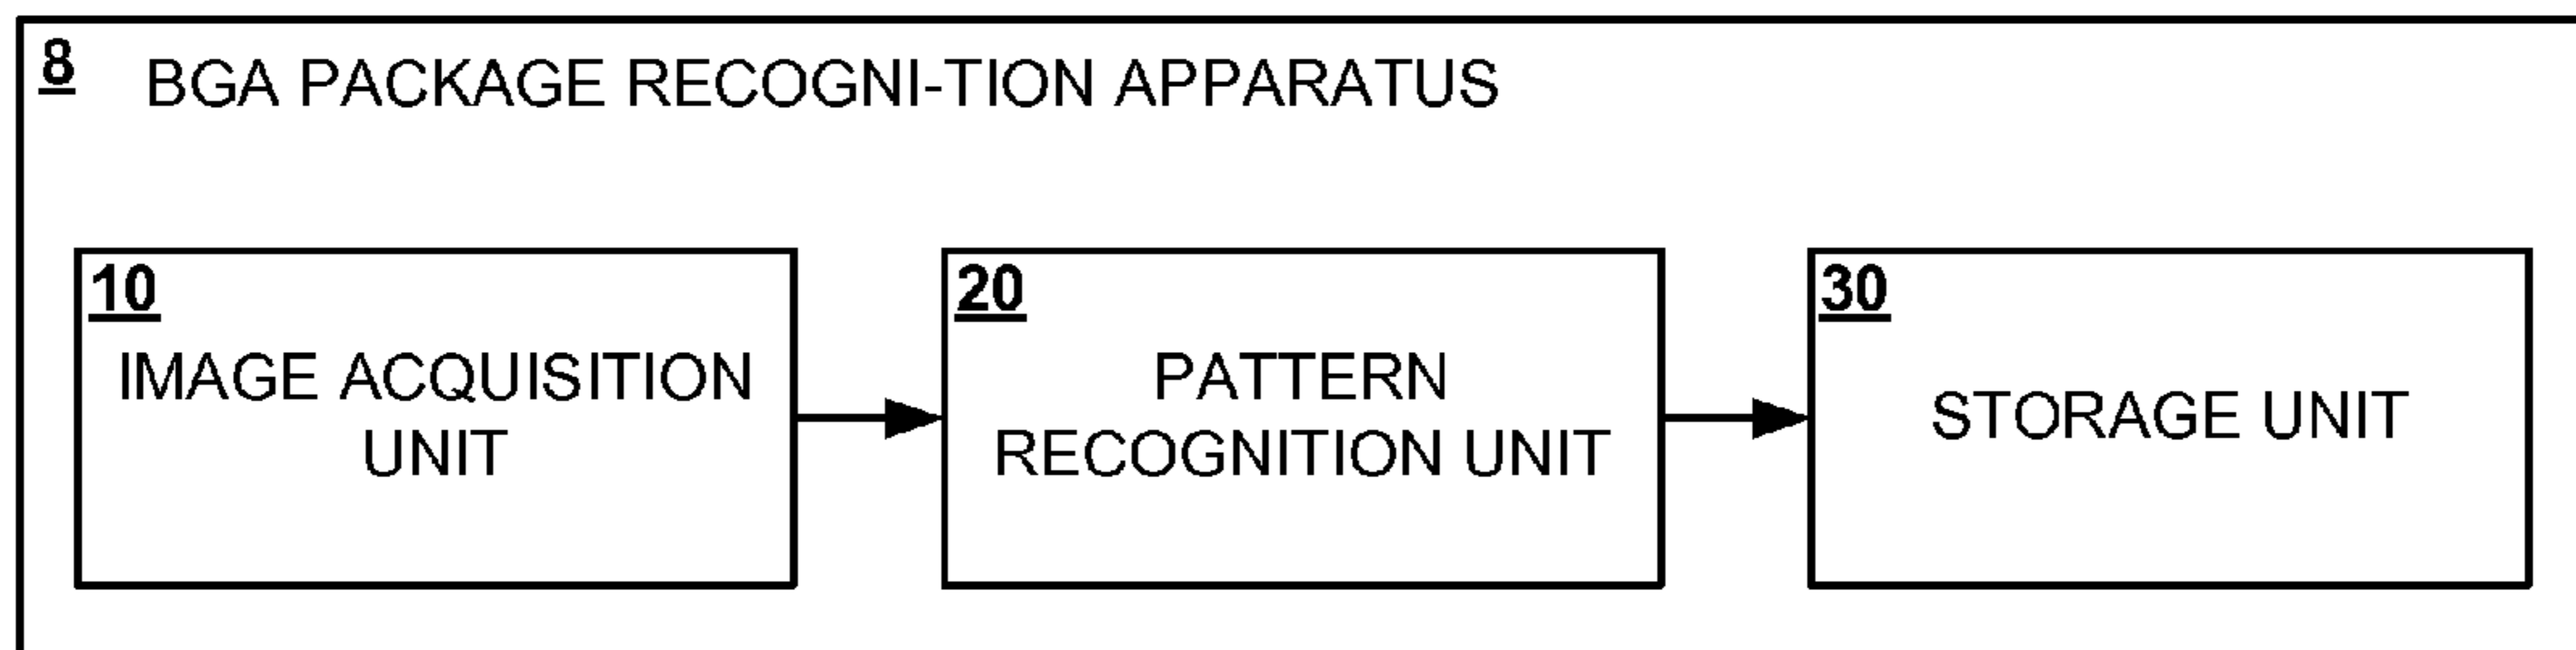 8 BGA PACKAGE RECOGNI-TION APPARATUS
10
IMAGE ACQUISITION
UNIT
20
PATTERN
RECOGNITION UNIT
30
STORAGE UNIT